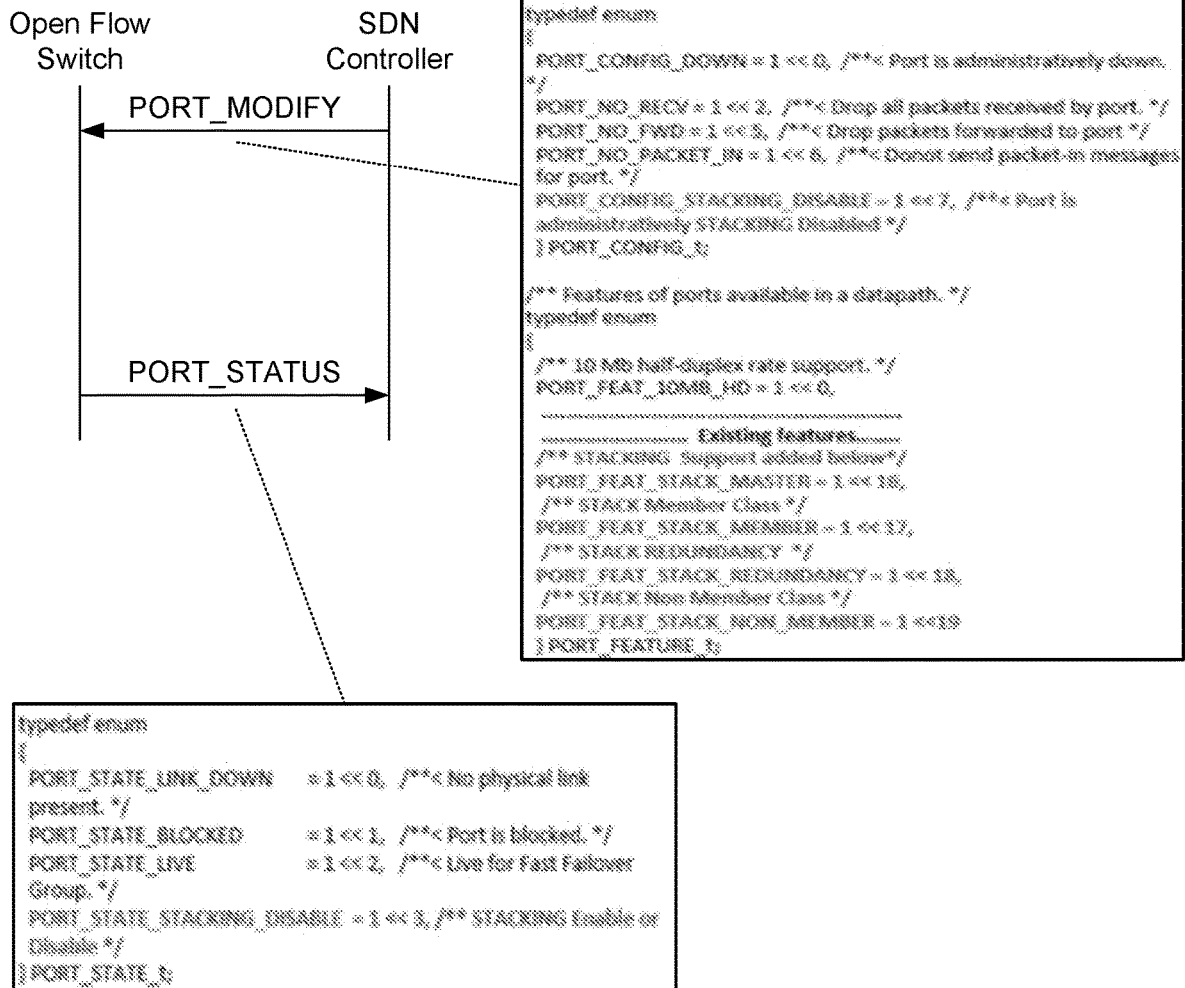 Open Flow
Switch
SDN
Controller
PORT_MODIFY
PORT_STATUS
typedef enum
{
PORT_CONFIG_DOWN = 1 << 0, /**< Port is administratively down.
*/
PORT_NO_RECV = 1 << 2, /**< Drop all packets received by port. */
PORT_NO_FWD = 1 << 5, /**< Drop packets forwarded to port */
PORT_NO_PACKET_IN = 1 << 6, /**< Donot send packet-in messages
for port. */
PORT_CONFIG_STACKING_DISABLE = 1 << 7, /**< Port is
administratively STACKING Disabled */
} PORT_CONFIG_t;
/** Features of ports available in a datapath. */
typedef enum
{
/** 10 Mb half-duplex rate support. */
PORT_FEAT_10MB_HD = 1 << 0,
........................................................
........................ Existing features.........
/** STACKING Support added below*/
PORT_FEAT_STACK_MASTER = 1 << 16,
/** STACK Member Class */
PORT_FEAT_STACK_MEMBER = 1 << 17,
/** STACK REDUNDANCY */
PORT_FEAT_STACK_REDUNDANCY = 1 << 18,
/** STACK Non Member Class */
PORT_FEAT_STACK_NON_MEMBER = 1 <<19
} PORT_FEATURE_t;
typedef enum
{
PORT_STATE_LINK_DOWN = 1 << 0, /**< No physical link
present. */
PORT_STATE_BLOCKED = 1 << 1, /**< Port is blocked. */
PORT_STATE_LIVE = 1 << 2, /**< Live for Fast Failover
Group. */
PORT_STATE_STACKING_DISABLE = 1 << 3, /** STACKING Enable or
Disable */
} PORT_STATE_t;